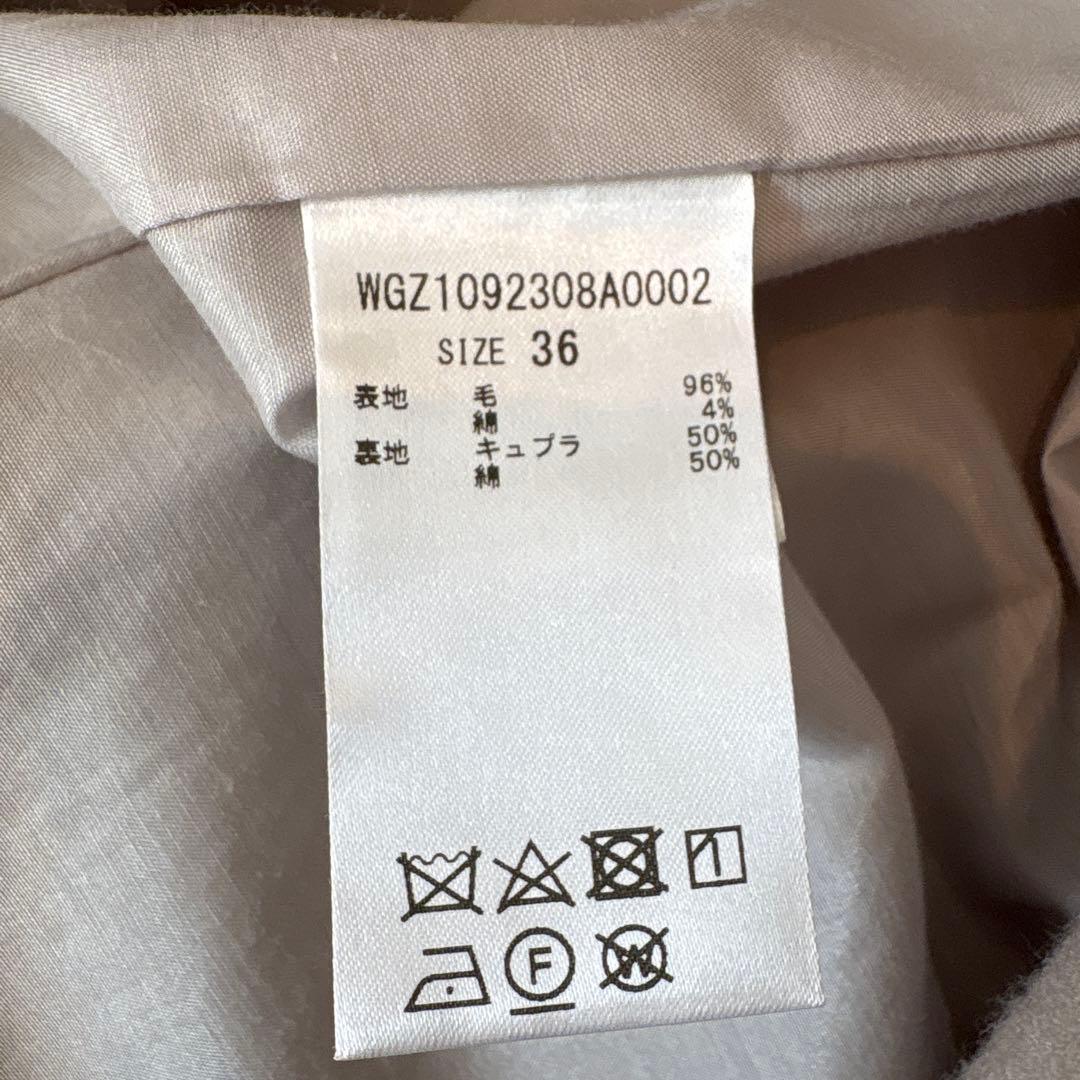 WGZ1092308A0002
SIZE 36
表地 毛 96%
綿 4%
裏地 キュプラ 50%
綿 50%
F
W